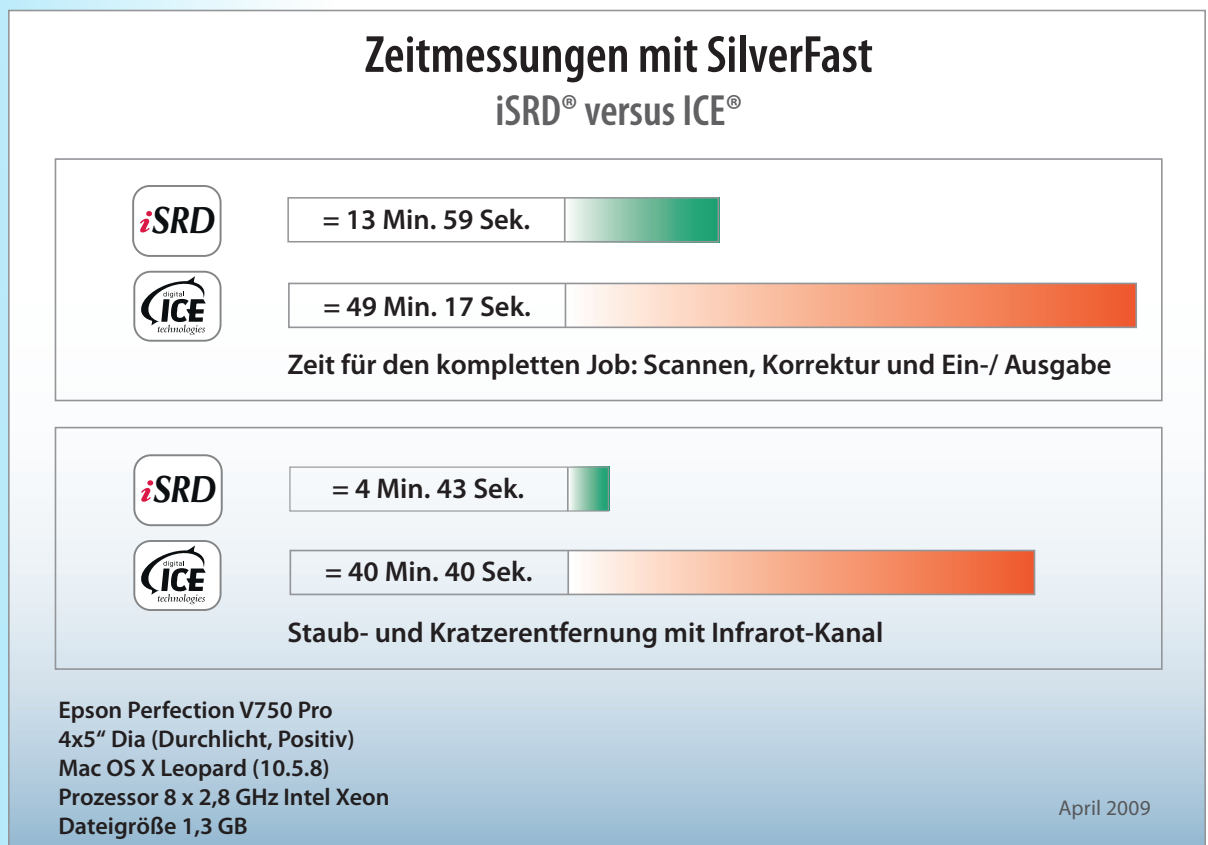 Zeitmessungen mit SilverFast
iSRD® versus ICE®
iSRD
= 13 Min. 59 Sek.
digital
ICE
technologies
= 49 Min. 17 Sek.
Zeit für den kompletten Job: Scannen, Korrektur und Ein-/ Ausgabe
iSRD
= 4 Min. 43 Sek.
digital
ICE
technologies
= 40 Min. 40 Sek.
Staub- und Kratzerentfernung mit Infrarot-Kanal
Epson Perfection V750 Pro
4x5“ Dia (Durchlicht, Positiv)
Mac OS X Leopard (10.5.8)
Prozessor 8 x 2,8 GHz Intel Xeon
Dateigröße 1,3 GB
April 2009